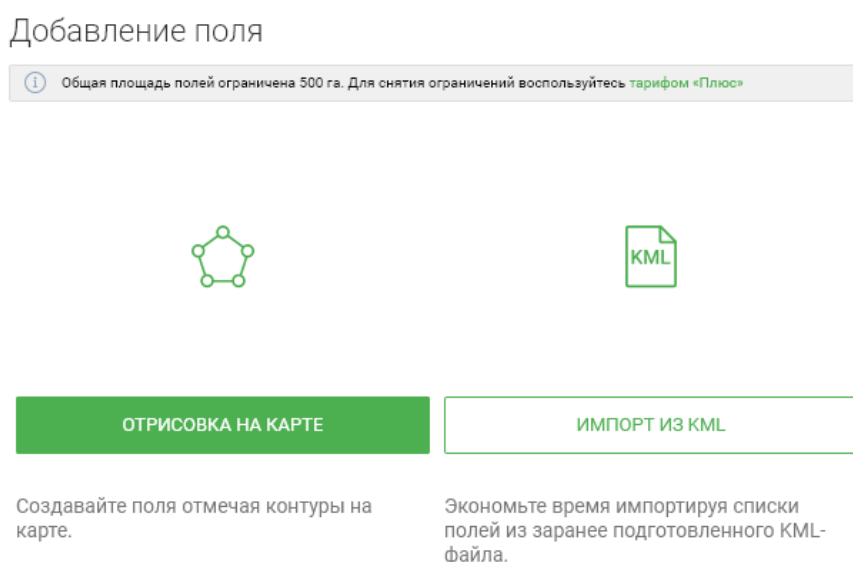 Добавление поля
Общая площадь полей ограничена 500 га. Для снятия ограничений воспользуйтесь тарифом «Плюс»
KML
ОТРИСОВКА НА КАРТЕ
ИМПОРТ ИЗ KML
Создавайте поля отмечая контуры на
карте.
Экономьте время импортируя списки
полей из заранее подготовленного KML-
файла.